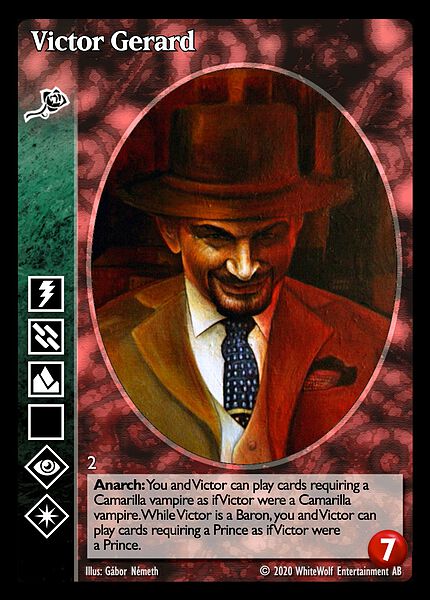 Victor Gerard
2
Anarch: You and Victor can play cards requiring a
Camarilla vampire as if Victor were a Camarilla
vampire. While Victor is a Baron, you and Victor can
play cards requiring a Prince as if Victor were
a Prince.
7
Illus: Gábor Németh © 2020 WhiteWolf Entertainment AB